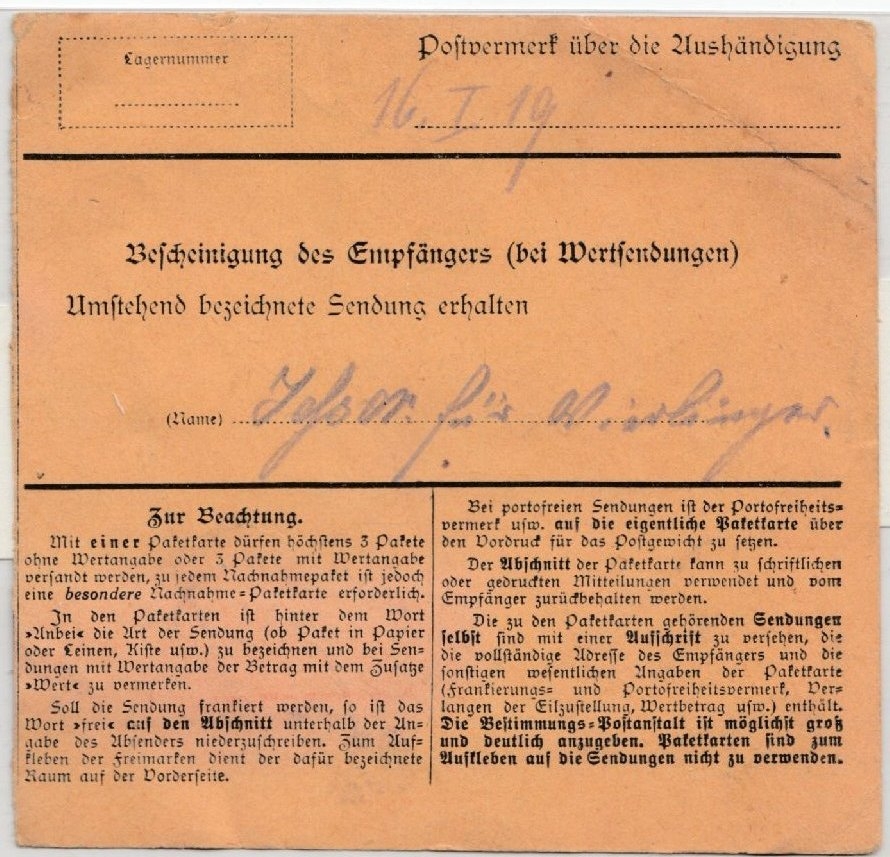 Lagernummer
Postvermerk über die Aushändigung
16. I. 19
Bescheinigung des Empfängers (bei Wertsendungen)
Umstehend bezeichnete Sendung erhalten
(Name) für
Zur Beachtung.
Mit einer Paketkarte dürfen höchstens 3 Pakete
ohne Wertangabe oder 3 Pakete mit Wertangabe
versandt werden, zu jedem Nachnahmepaket ist jedoch
eine besondere Nachnahme=Paketkarte erforderlich.
In den Paketkarten ist hinter dem Wort
»Anbei« die Art der Sendung (ob Paket in Papier
oder Leinen, Kiste usw.) zu bezeichnen und bei Sen=
dungen mit Wertangabe der Betrag mit dem Zusatze
»Wert« zu vermerken.
Soll die Sendung frankiert werden, so ist das
Wort »frei« auf den Abschnitt unterhalb der An=
gabe des Absenders niederzuschreiben. Zum Auf=
kleben der Freimarken dient der dafür bezeichnete
Raum auf der Vorderseite.
Bei portofreien Sendungen ist der Portofreiheits=
vermerk usw. auf die eigentliche Paketkarte über
den Vordruck für das Postgewicht zu setzen.
Der Abschnitt der Paketkarte kann zu schriftlichen
oder gedruckten Mitteilungen verwendet und vom
Empfänger zurückbehalten werden.
Die zu den Paketkarten gehörenden Sendungen
selbst sind mit einer Aufschrift zu versehen, die
die vollständige Adresse des Empfängers und die
sonstigen wesentlichen Angaben der Paketkarte
(Frankierungs= und Portofreiheitsvermerk, Ver=
langen der Eilzustellung, Wertbetrag usw.) enthält.
Die Bestimmungs=Postanstalt ist möglichst groß
und deutlich anzugeben. Paketkarten sind zum
Aufkleben auf die Sendungen nicht zu verwenden.